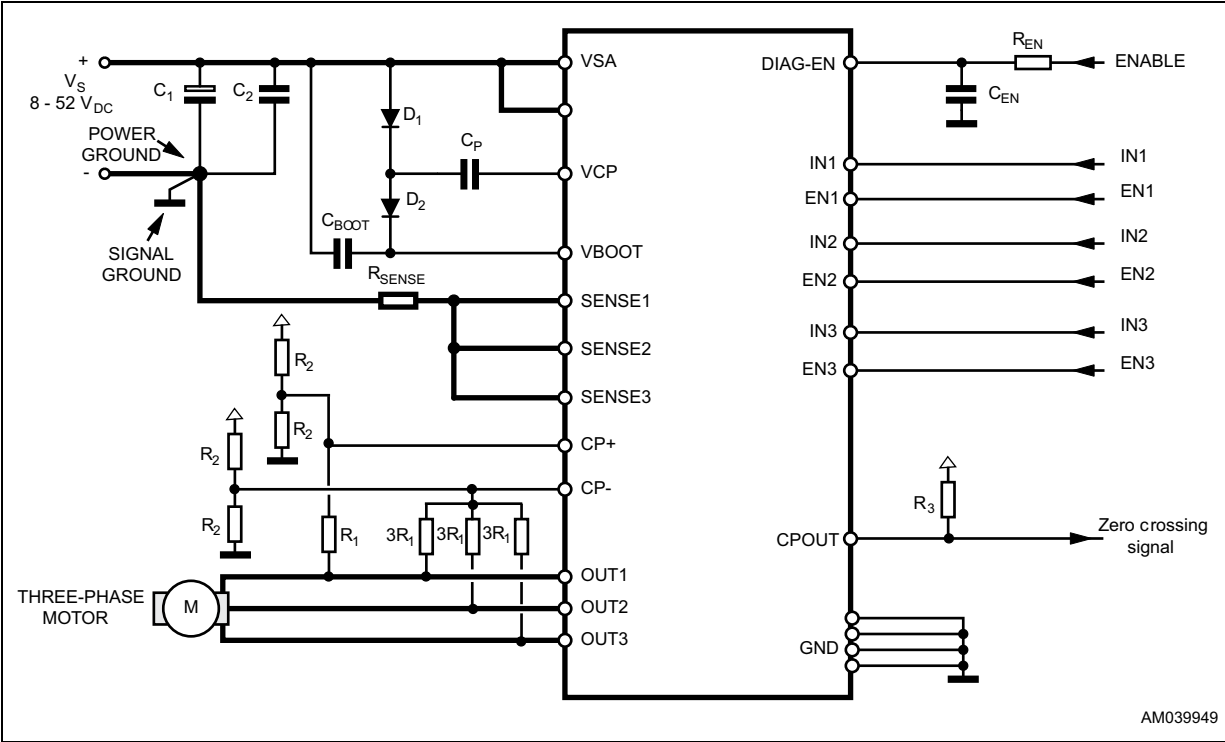 +
V_S
8 - 52 V_DC
C_1
C_2
POWER
GROUND
-
SIGNAL
GROUND
D_1
C_P
D_2
C_BOOT
R_SENSE
R_2
R_2
R_2
R_2
R_1
3R_1
3R_1
3R_1
THREE-PHASE
MOTOR
M
VSA
VCP
VBOOT
SENSE1
SENSE2
SENSE3
CP+
CP-
OUT1
OUT2
OUT3
DIAG-EN
IN1
EN1
IN2
EN2
IN3
EN3
CPOUT
GND
R_EN
ENABLE
C_EN
IN1
EN1
IN2
EN2
IN3
EN3
R_3
Zero crossing
signal
AM039949